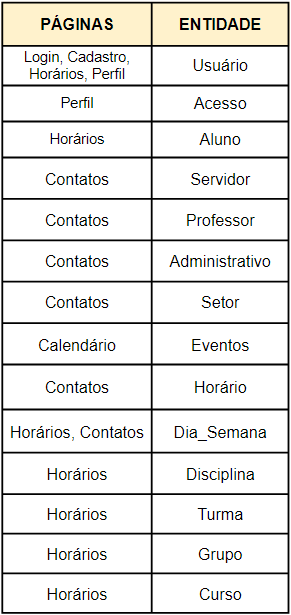 PÁGINAS ENTIDADE
Login, Cadastro,
Horários, Perfil Usuário
Perfil Acesso
Horários Aluno
Contatos Servidor
Contatos Professor
Contatos Administrativo
Contatos Setor
Calendário Eventos
Contatos Horário
Horários, Contatos Dia_Semana
Horários Disciplina
Horários Turma
Horários Grupo
Horários Curso